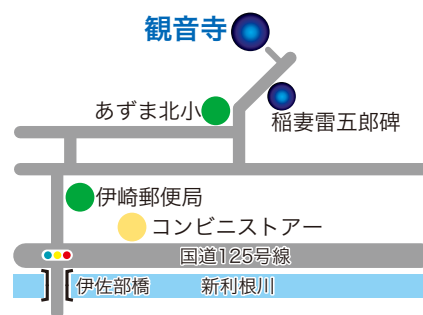 観音寺
あずま北小
稲妻雷五郎碑
伊崎郵便局
コンビニストアー
国道125号線
伊佐部橋
新利根川